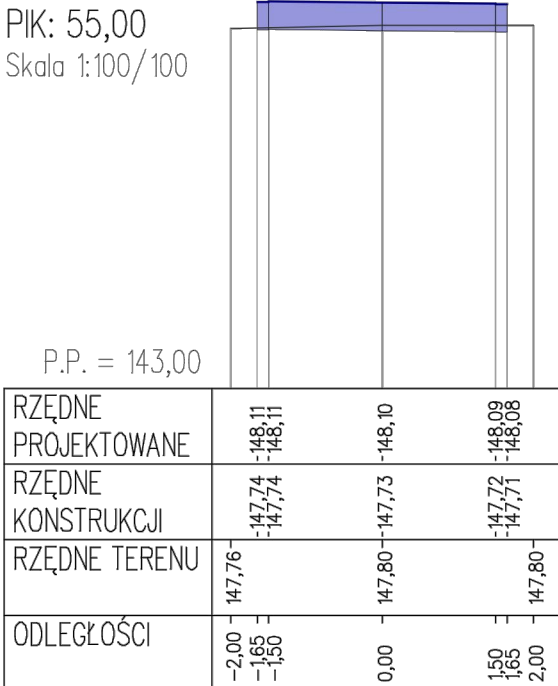 PIK: 55,00
Skala 1:100/100
P.P. = 143,00
RZĘDNE PROJEKTOWANE
148,11 148,11 148,10 148,09 148,08
RZĘDNE KONSTRUKCJI
147,74 147,74 147,73 147,72 147,71
RZĘDNE TERENU
147,76 147,80 147,80
ODLEGŁOŚCI
-2,00 -1,65 -1,50 0,00 1,50 1,65 2,00